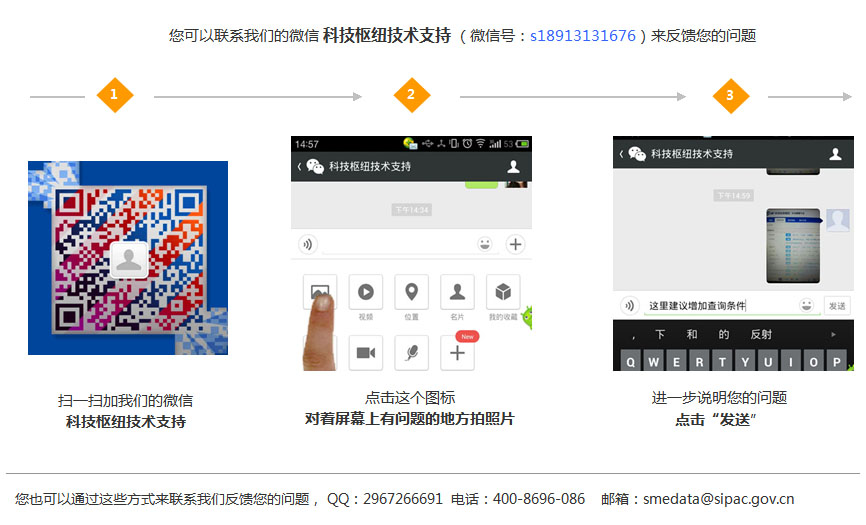 您可以联系我们的微信 科技枢纽技术支持 （微信号：s18913131676）来反馈您的问题
1
2
3
14:57
53
科技枢纽技术支持
下午14:34
视频
位置
名片
我的收藏
New
科技枢纽技术支持
下午14:59
这里建议增加查询条件
发送
， 下 和 的 反射
Q W E R T Y U I O P
扫一扫加我们的微信
科技枢纽技术支持
点击这个图标
对着屏幕上有问题的地方拍照片
进一步说明您的问题
点击“发送”
您也可以通过这些方式来联系我们反馈您的问题， QQ：2967266691 电话：400-8696-086 邮箱：smedata@sipac.gov.cn